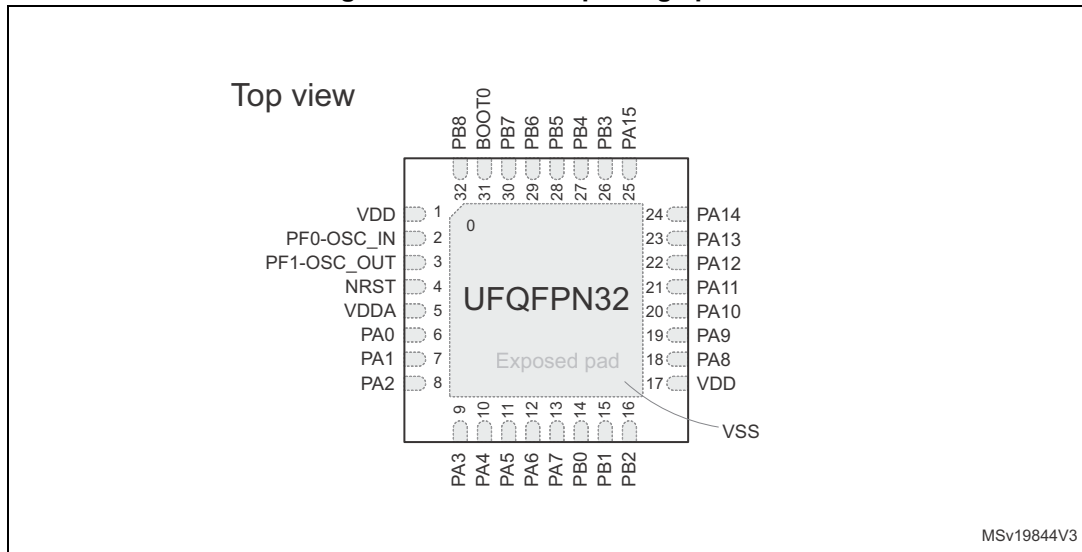 Top view
PB8
BOOT0
PB7
PB6
PB5
PB4
PB3
PA15
32
31
30
29
28
27
26
25
VDD 1
PF0-OSC_IN 2
PF1-OSC_OUT 3
NRST 4
VDDA 5
PA0 6
PA1 7
PA2 8
0
UFQFPN32
Exposed pad
24 PA14
23 PA13
22 PA12
21 PA11
20 PA10
19 PA9
18 PA8
17 VDD
VSS
9
10
11
12
13
14
15
16
PA3
PA4
PA5
PA6
PA7
PB0
PB1
PB2
MSv19844V3